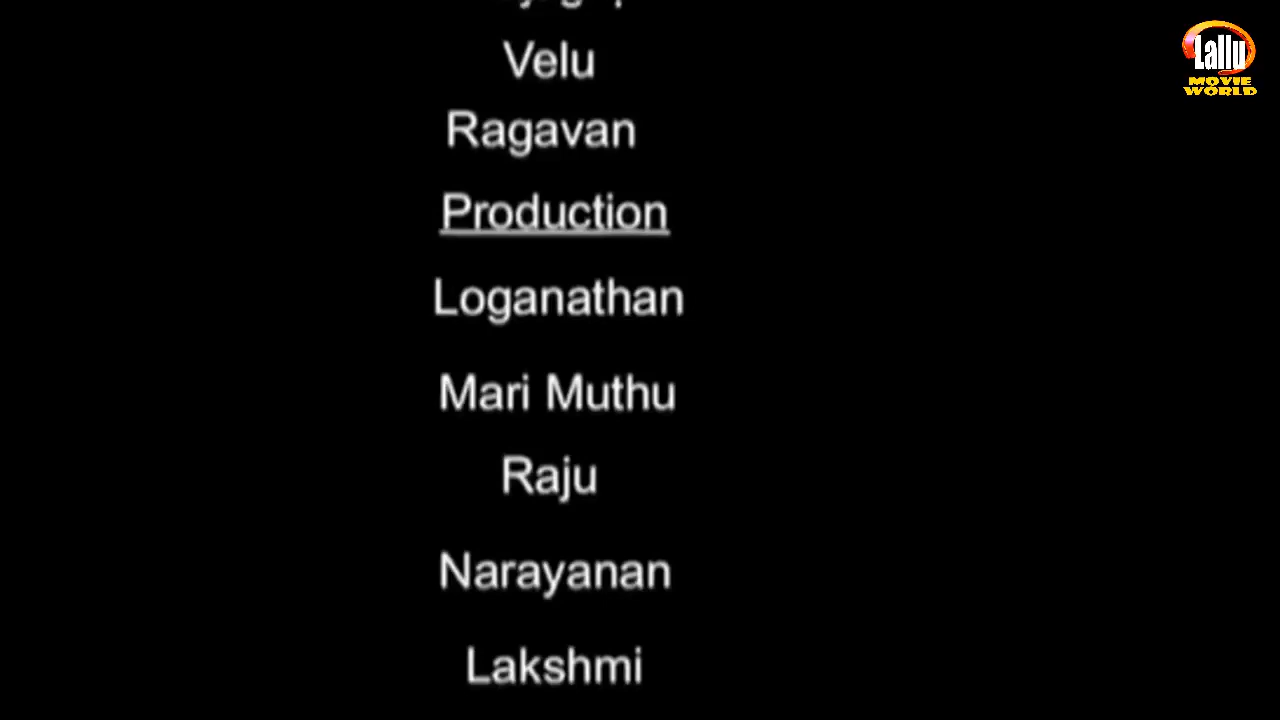 Velu
Ragavan
Production
Loganathan
Mari Muthu
Raju
Narayanan
Lakshmi
Lallu
MOVIE
WORLD